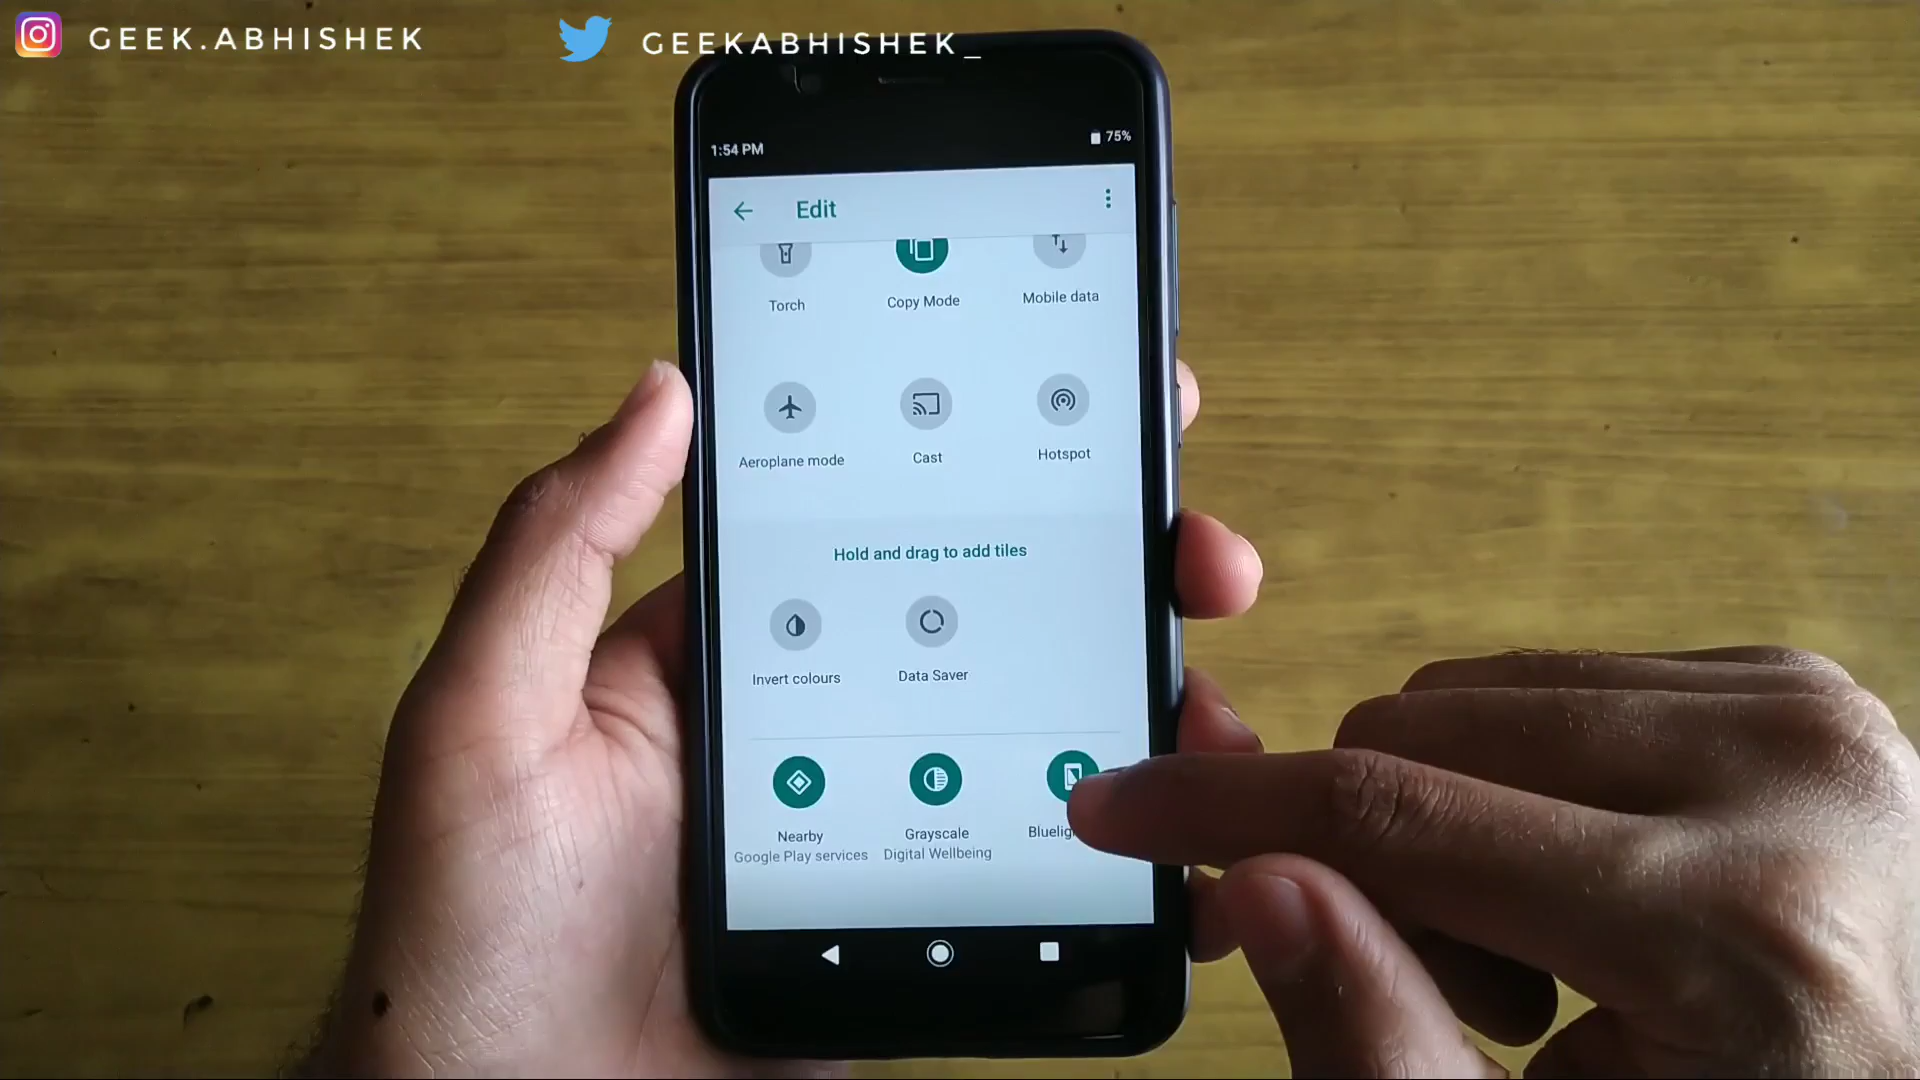 GEEK.ABHISHEK
GEEKABHISHEK_
1:54 PM
75%
Edit
Torch
Copy Mode
Mobile data
Aeroplane mode
Cast
Hotspot
Hold and drag to add tiles
Invert colours
Data Saver
Nearby
Google Play services
Grayscale
Digital Wellbeing